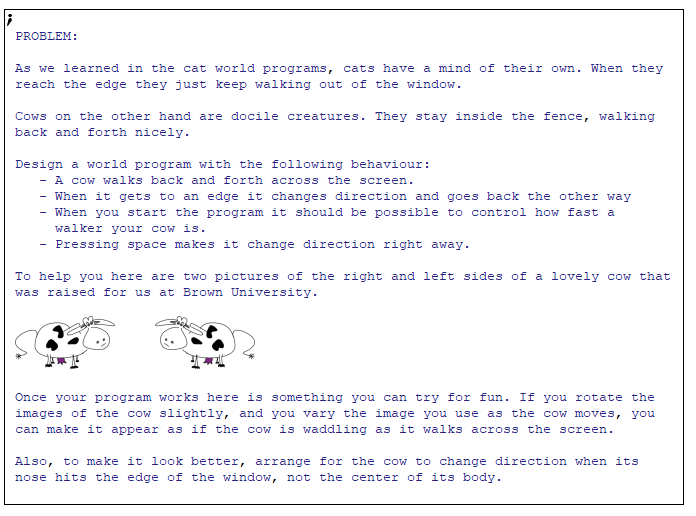 ;
PROBLEM:
As we learned in the cat world programs, cats have a mind of their own. When they
reach the edge they just keep walking out of the window.
Cows on the other hand are docile creatures. They stay inside the fence, walking
back and forth nicely.
Design a world program with the following behaviour:
- A cow walks back and forth across the screen.
- When it gets to an edge it changes direction and goes back the other way
- When you start the program it should be possible to control how fast a
walker your cow is.
- Pressing space makes it change direction right away.
To help you here are two pictures of the right and left sides of a lovely cow that
was raised for us at Brown University.
Once your program works here is something you can try for fun. If you rotate the
images of the cow slightly, and you vary the image you use as the cow moves, you
can make it appear as if the cow is waddling as it walks across the screen.
Also, to make it look better, arrange for the cow to change direction when its
nose hits the edge of the window, not the center of its body.